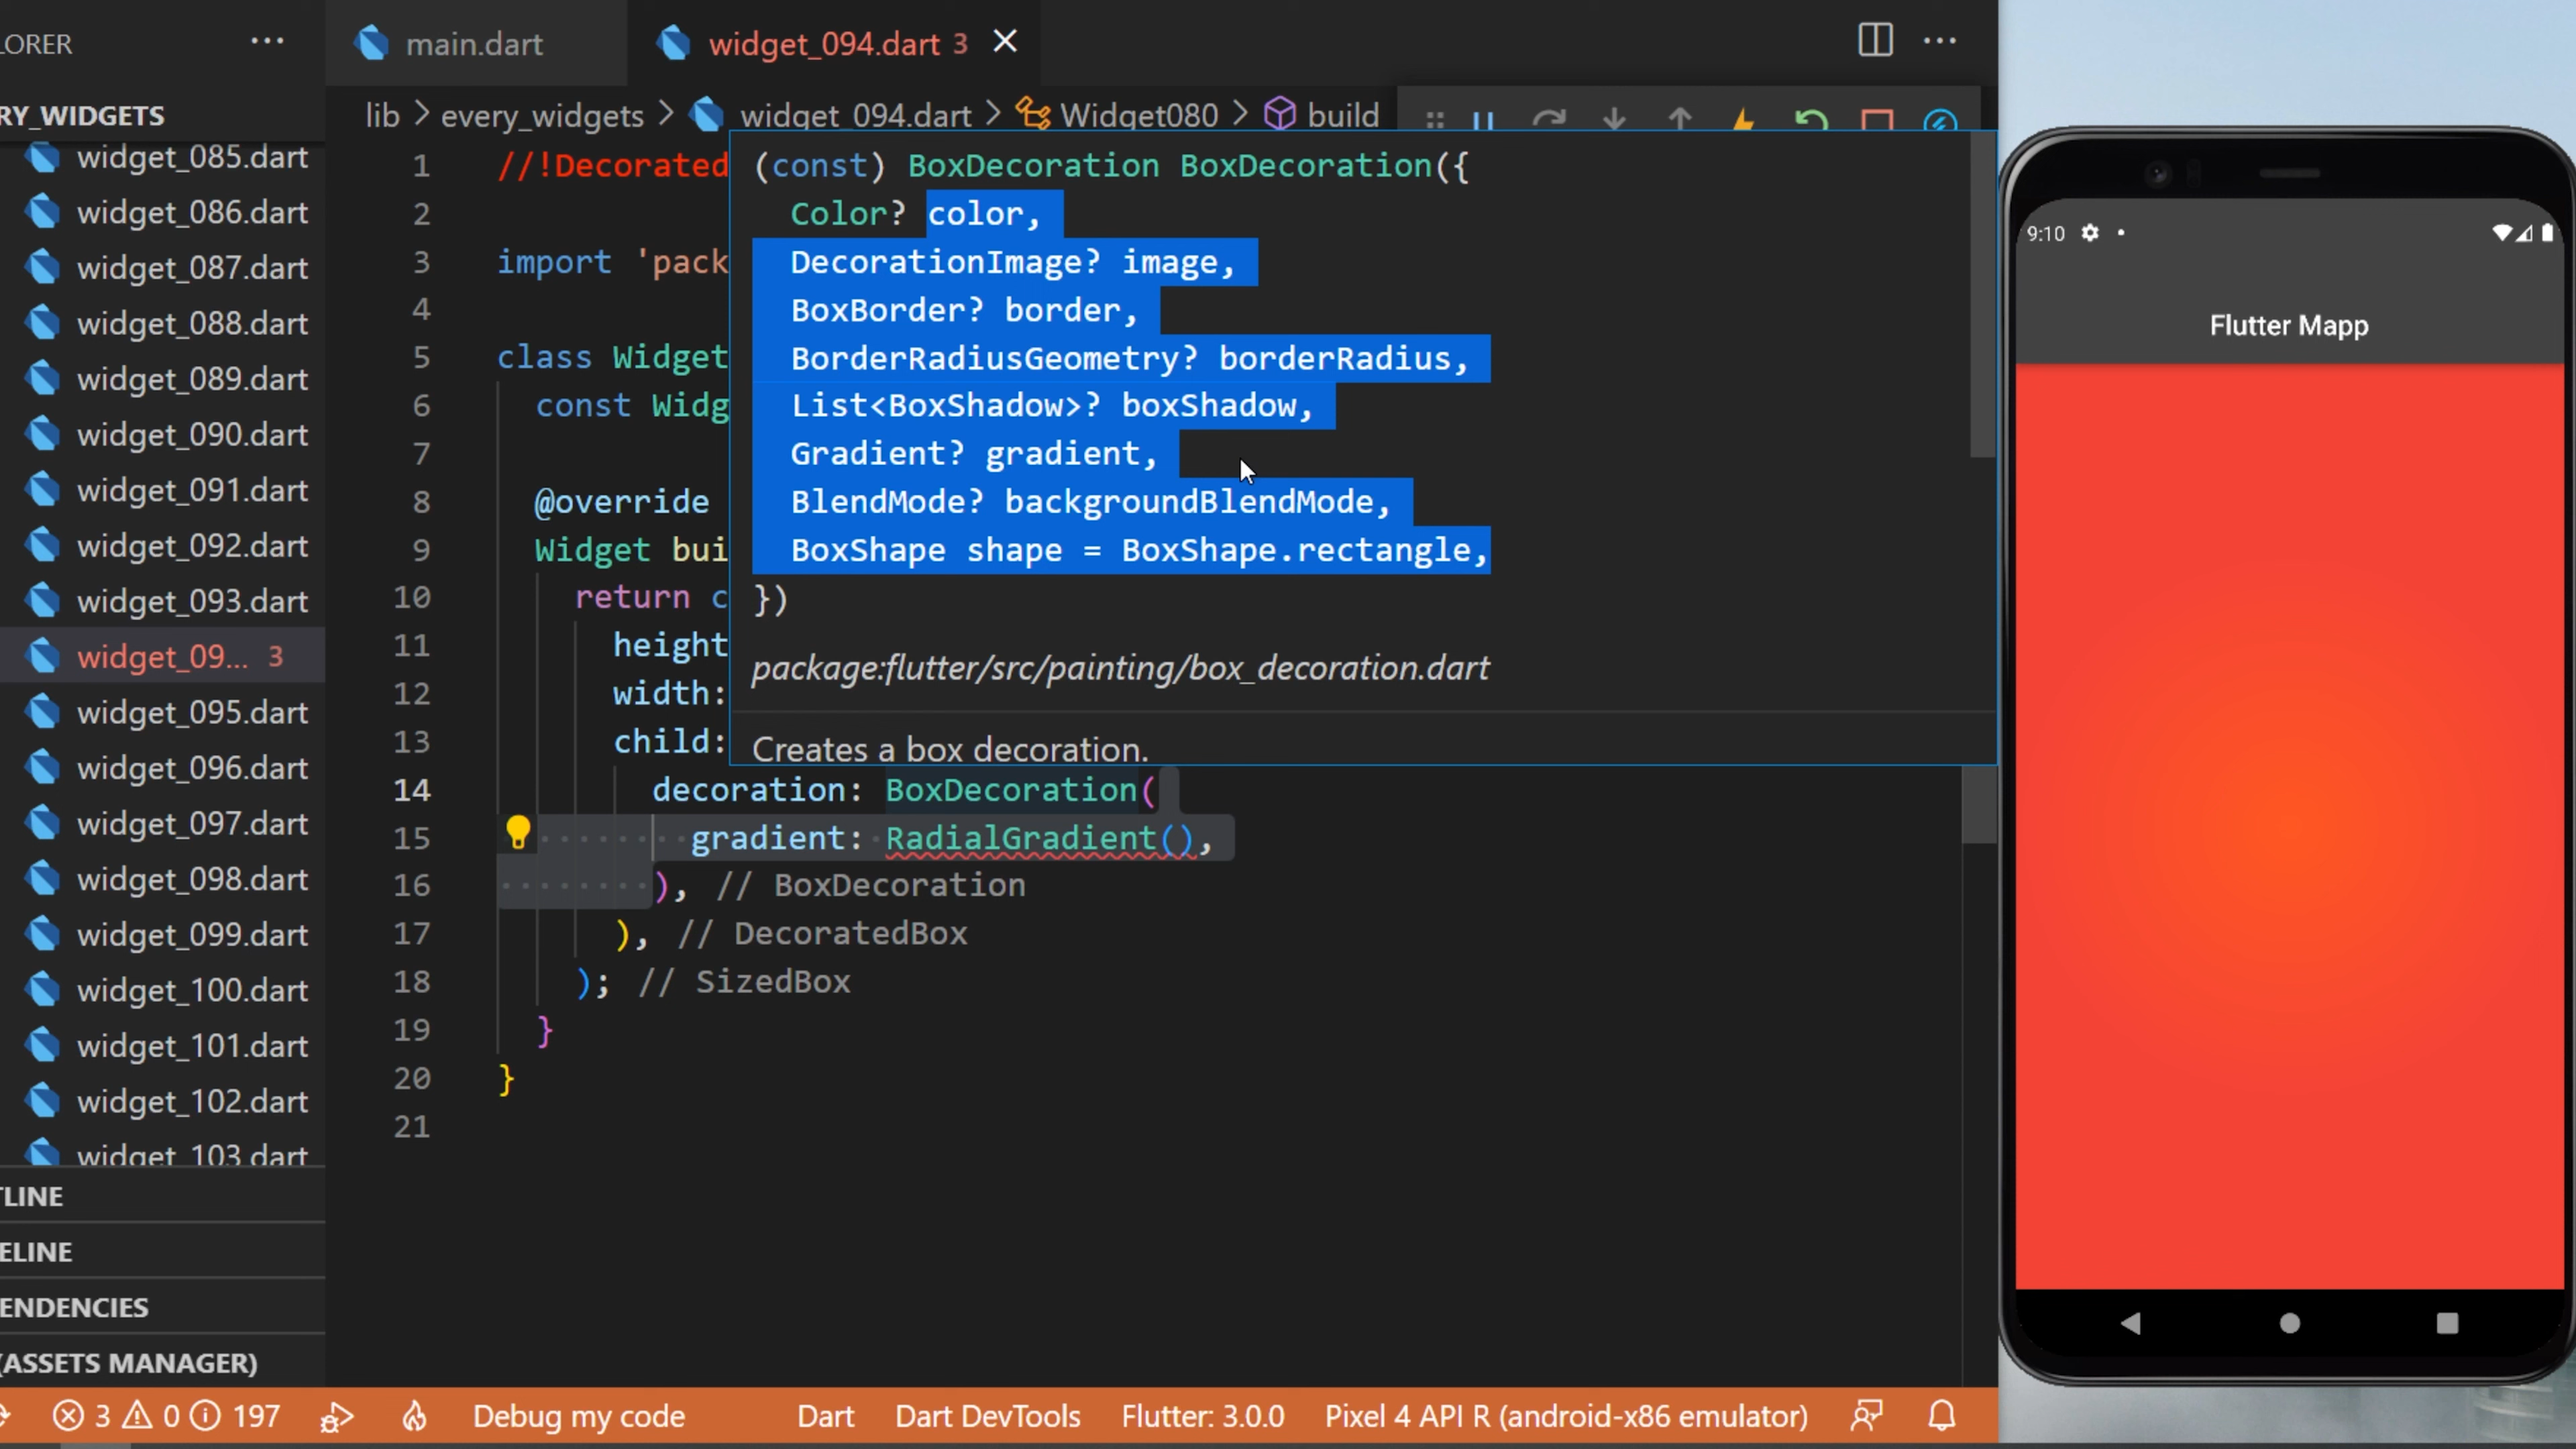 LORER
main.dart
widget_094.dart 3
RY_WIDGETS
lib > every_widgets > widget_094.dart > Widget080 > build
widget_085.dart
widget_086.dart
widget_087.dart
widget_088.dart
widget_089.dart
widget_090.dart
widget_091.dart
widget_092.dart
widget_093.dart
widget_09... 3
widget_095.dart
widget_096.dart
widget_097.dart
widget_098.dart
widget_099.dart
widget_100.dart
widget_101.dart
widget_102.dart
widget_103.dart
TLINE
ELINE
ENDENCIES
(ASSETS MANAGER)
1 //!Decorated
2
3 import 'pack
4
5 class Widget
6 const Widg
7
8 @override
9 Widget bui
10 return c
11 height
12 width:
13 child:
14 decoration: BoxDecoration(
15 gradient: RadialGradient(),
16 ), // BoxDecoration
17 ), // DecoratedBox
18 ); // SizedBox
19 }
20 }
21
(const) BoxDecoration BoxDecoration({
Color? color,
DecorationImage? image,
BoxBorder? border,
BorderRadiusGeometry? borderRadius,
List<BoxShadow>? boxShadow,
Gradient? gradient,
BlendMode? backgroundBlendMode,
BoxShape shape = BoxShape.rectangle,
})
package:flutter/src/painting/box_decoration.dart
Creates a box decoration.
9:10
Flutter Mapp
3 0 197 Debug my code Dart Dart DevTools Flutter: 3.0.0 Pixel 4 API R (android-x86 emulator)